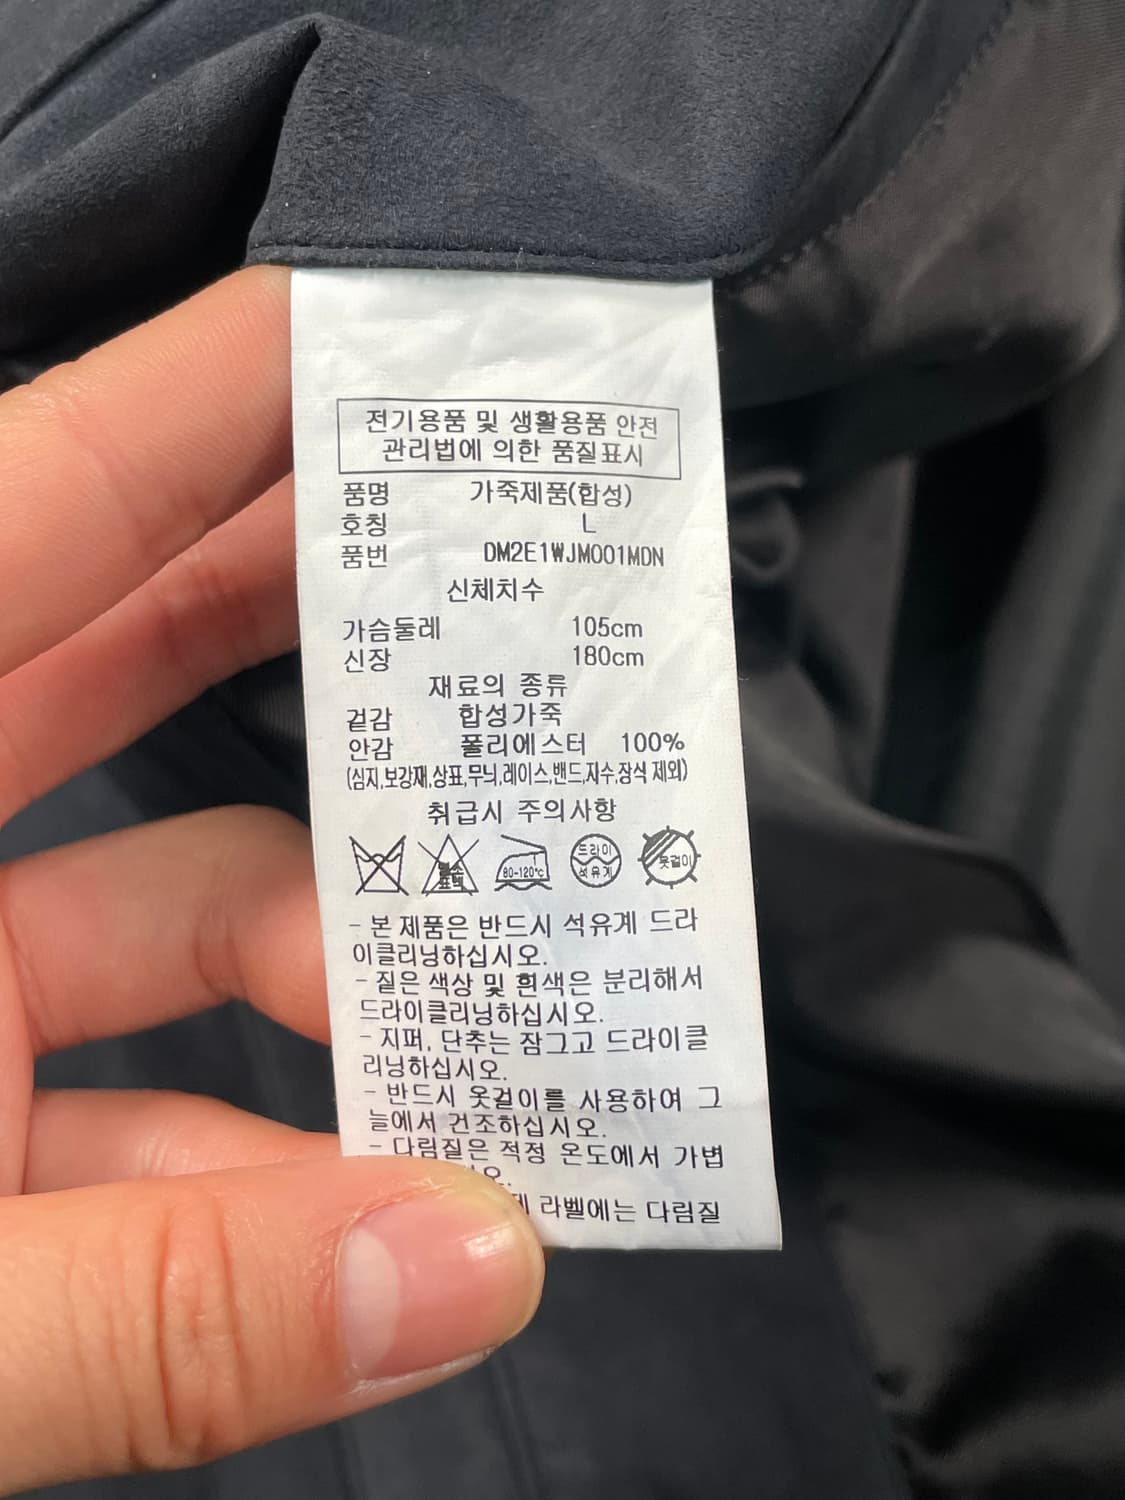 전기용품 및 생활용품 안전
관리법에 의한 품질표시
품명 가죽제품(합성)
호칭 L
품번 DM2E1WJM001MDN
신체치수
가슴둘레 105cm
신장 180cm
재료의 종류
겉감 합성가죽
안감 폴리에스터 100%
(심지,보강재,상표,무늬,레이스,밴드,자수,장석 제외)
취급시 주의사항
염소
표백
80-120°c
드라이
석유계
옷걸이
- 본 제품은 반드시 석유계 드라
이클리닝하십시오.
- 짙은 색상 및 흰색은 분리해서
드라이클리닝하십시오.
- 지퍼, 단추는 잠그고 드라이클
리닝하십시오.
- 반드시 옷걸이를 사용하여 그
늘에서 건조하십시오.
- 다림질은 적정 온도에서 가볍
오.
라벨에는 다림질